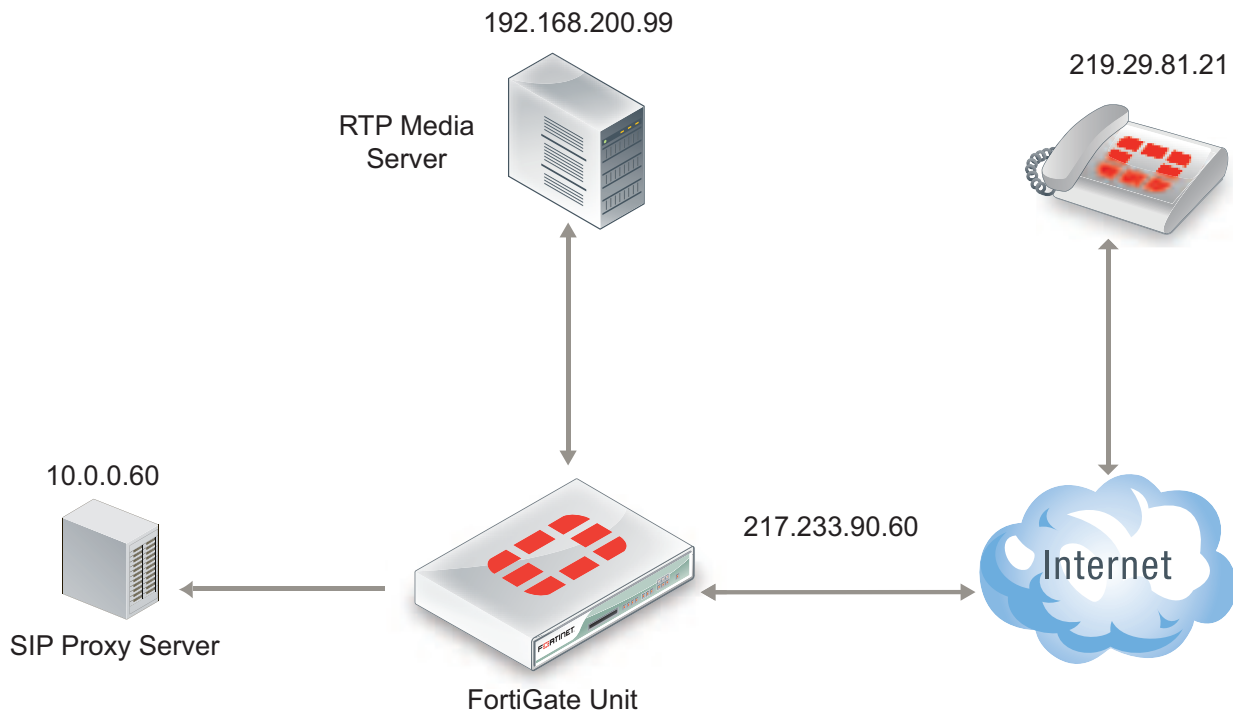 192.168.200.99
219.29.81.21
RTP Media
Server
10.0.0.60
217.233.90.60
Internet
SIP Proxy Server
FORTINET
FortiGate Unit